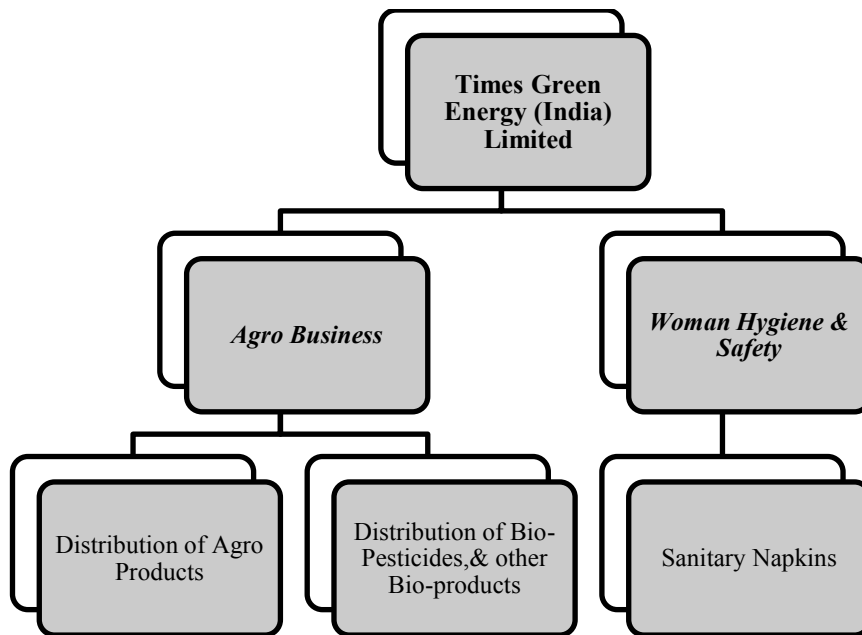 Times Green
Energy (India)
Limited
Agro Business
Woman Hygiene &
Safety
Distribution of Agro
Products
Distribution of Bio-
Pesticides,& other
Bio-products
Sanitary Napkins